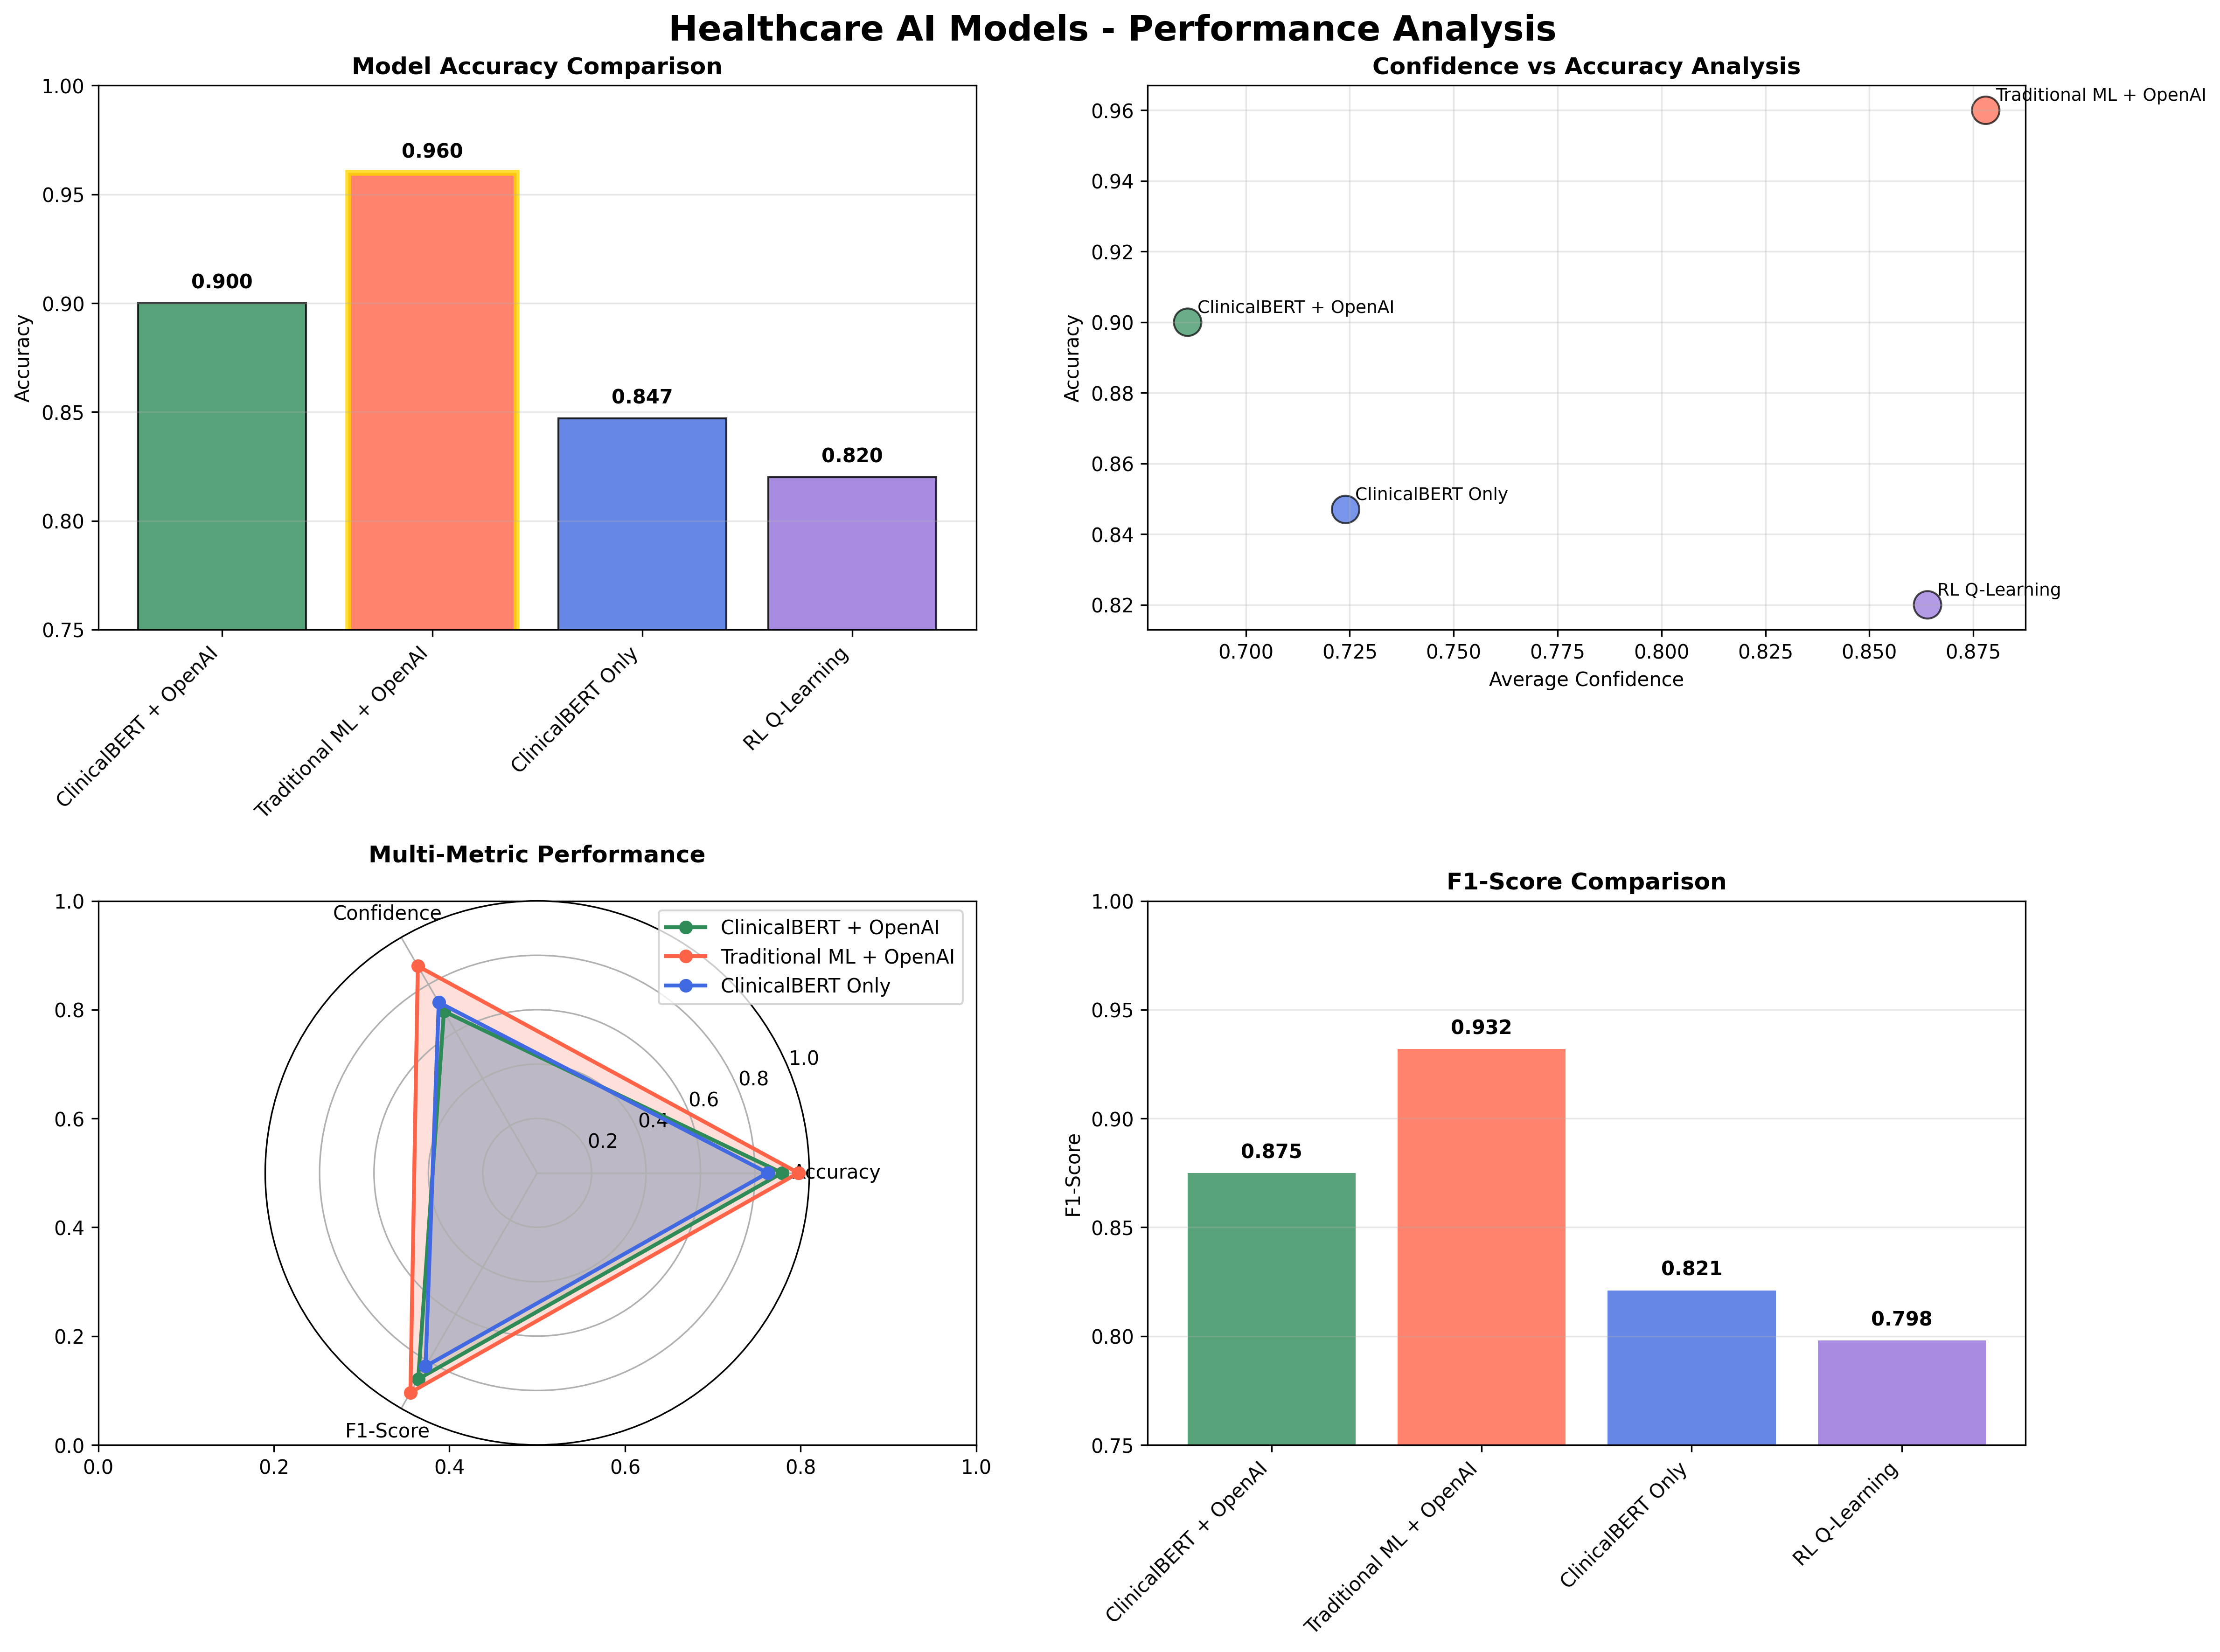 Healthcare AI Models - Performance Analysis
Model Accuracy Comparison
Accuracy
1.00
0.95
0.90
0.85
0.80
0.75
0.900
0.960
0.847
0.820
ClinicalBERT + OpenAI
Traditional ML + OpenAI
ClinicalBERT Only
RL Q-Learning
Confidence vs Accuracy Analysis
Accuracy
0.96
0.94
0.92
0.90
0.88
0.86
0.84
0.82
Traditional ML + OpenAI
ClinicalBERT + OpenAI
ClinicalBERT Only
RL Q-Learning
0.700 0.725 0.750 0.775 0.800 0.825 0.850 0.875
Average Confidence
Multi-Metric Performance
1.0
0.8
0.6
0.4
0.2
0.0
0.0 0.2 0.4 0.6 0.8 1.0
Confidence
ClinicalBERT + OpenAI
Traditional ML + OpenAI
ClinicalBERT Only
1.0
0.8
0.6
0.4
0.2
Accuracy
F1-Score
F1-Score Comparison
F1-Score
1.00
0.95
0.90
0.85
0.80
0.75
0.875
0.932
0.821
0.798
ClinicalBERT + OpenAI
Traditional ML + OpenAI
ClinicalBERT Only
RL Q-Learning